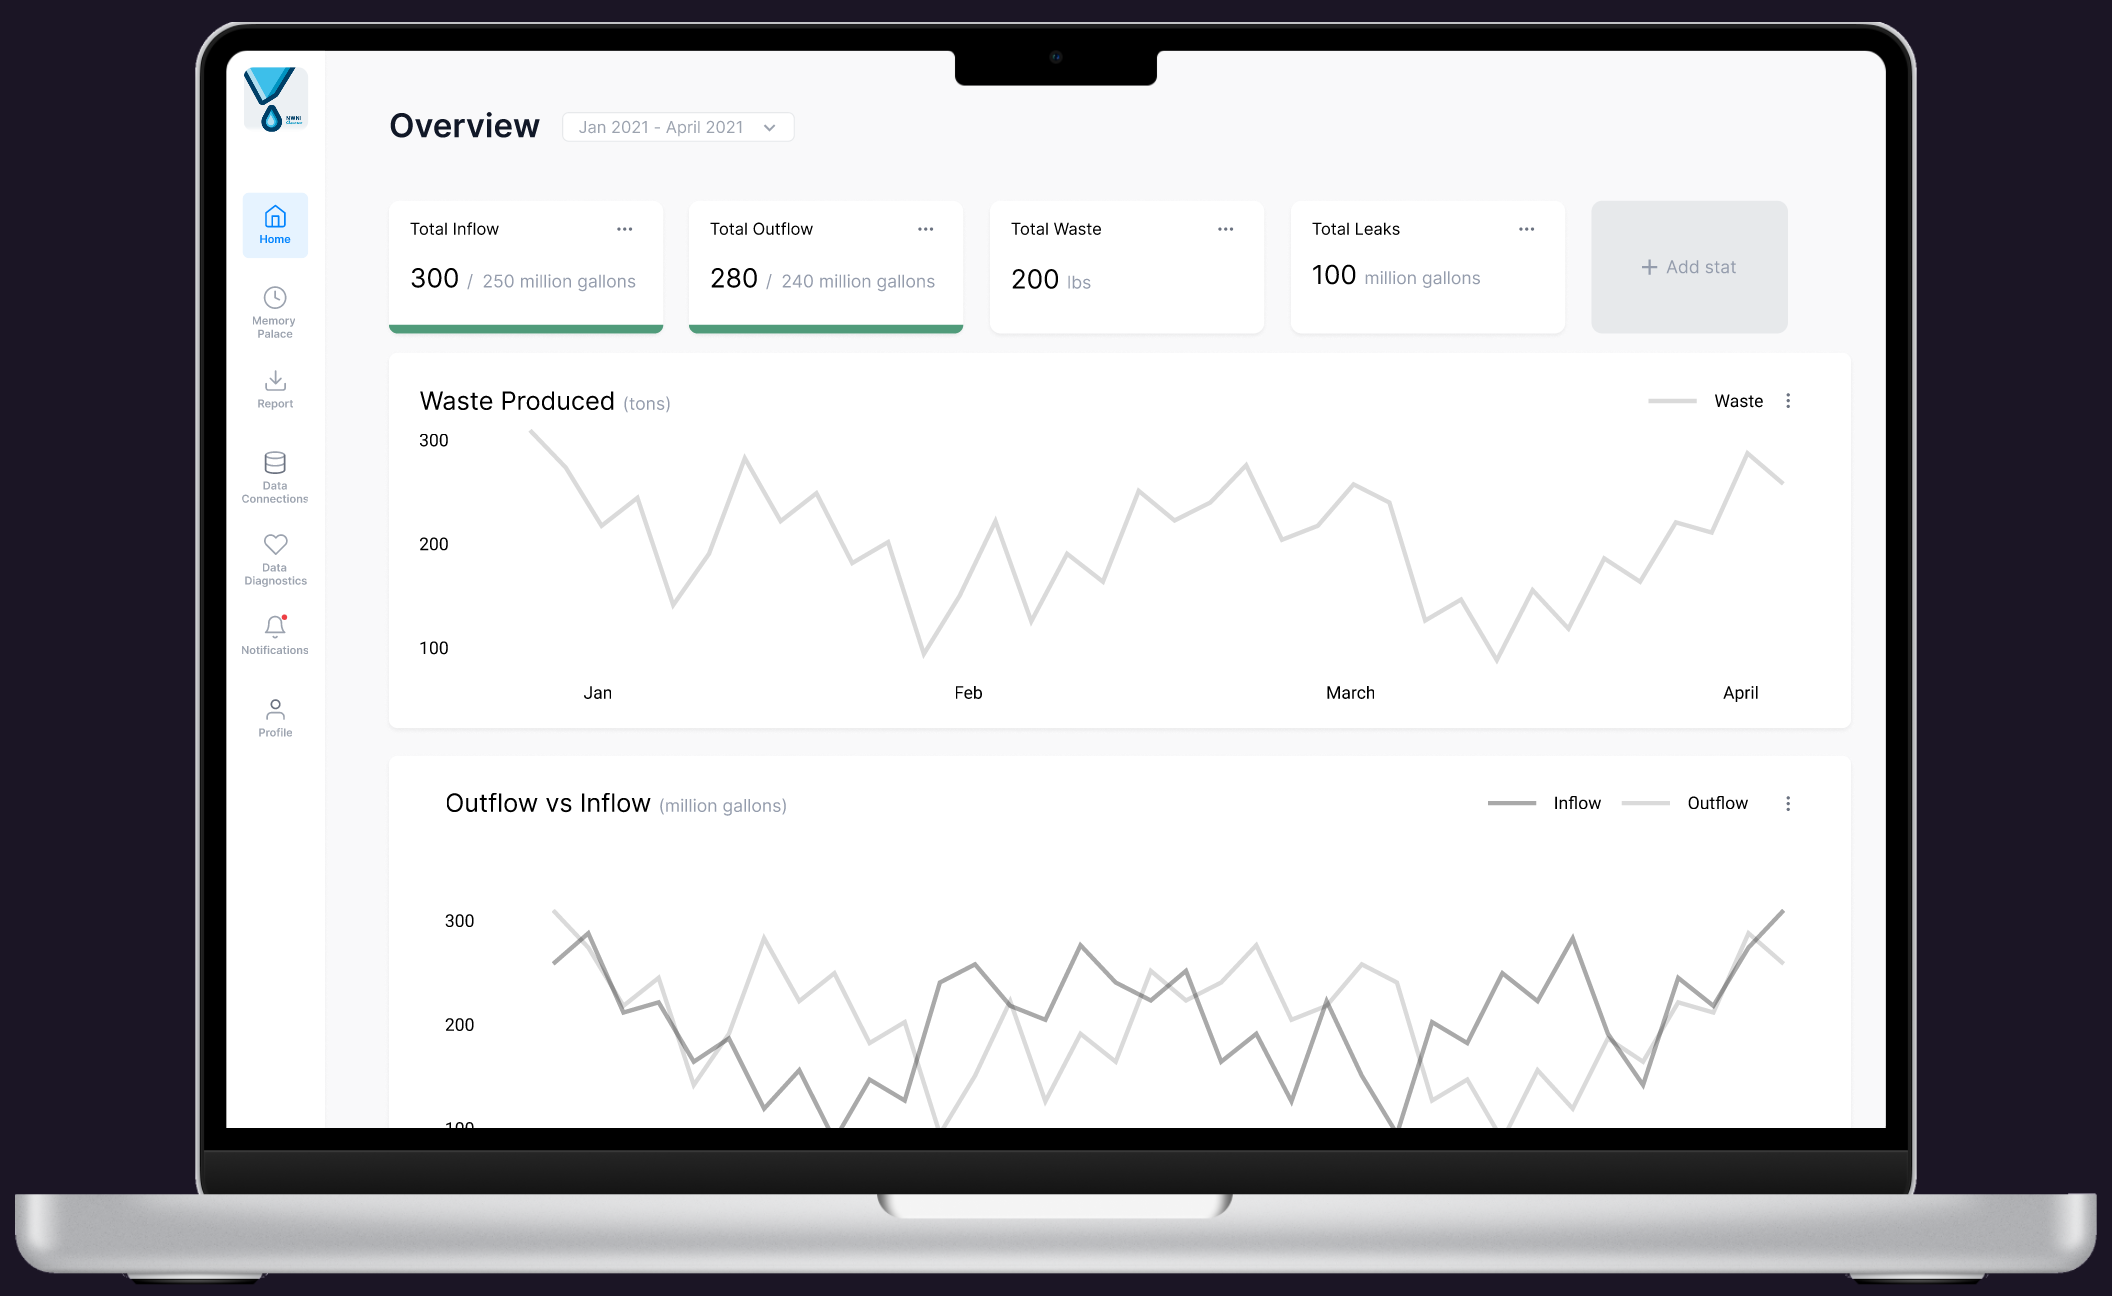 NWNI
Overview
Jan 2021 - April 2021
Home
Memory
Palace
Report
Data
Connections
Data
Diagnostics
Notifications
Profile
Total Inflow
300 / 250 million gallons
Total Outflow
280 / 240 million gallons
Total Waste
200 lbs
Total Leaks
100 million gallons
+ Add stat
Waste Produced (tons)
Waste
300
200
100
Jan Feb March April
Outflow vs Inflow (million gallons)
Inflow Outflow
300
200
100